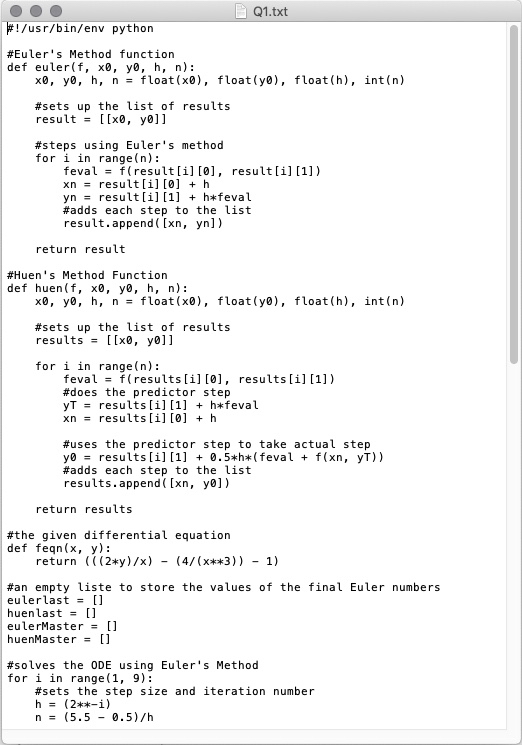 Q1.txt
#!/usr/bin/env python
#Euler's Method function
def euler(f, x0, y0, h, n):
    x0, y0, h, n = float(x0), float(y0), float(h), int(n)
    #sets up the list of results
    result = [[x0, y0]]
    #steps using Euler's method
    for i in range(n):
        feval = f(result[i][0], result[i][1])
        xn = result[i][0] + h
        yn = result[i][1] + h*feval
        #adds each step to the list
        result.append([xn, yn])
    return result
#Huen's Method Function
def huen(f, x0, y0, h, n):
    x0, y0, h, n = float(x0), float(y0), float(h), int(n)
    #sets up the list of results
    results = [[x0, y0]]
    for i in range(n):
        feval = f(results[i][0], results[i][1])
        #does the predictor step
        yT = results[i][1] + h*feval
        xn = results[i][0] + h
        #uses the predictor step to take actual step
        y0 = results[i][1] + 0.5*h*(feval + f(xn, yT))
        #adds each step to the list
        results.append([xn, y0])
    return results
#the given differential equation
def feqn(x, y):
    return (((2*y)/x) - (4/(x**3)) - 1)
#an empty liste to store the values of the final Euler numbers
eulerlast = []
huenlast = []
eulerMaster = []
huenMaster = []
#solves the ODE using Euler's Method
for i in range(1, 9):
    #sets the step size and iteration number
    h = (2**-i)
    n = (5.5 - 0.5)/h